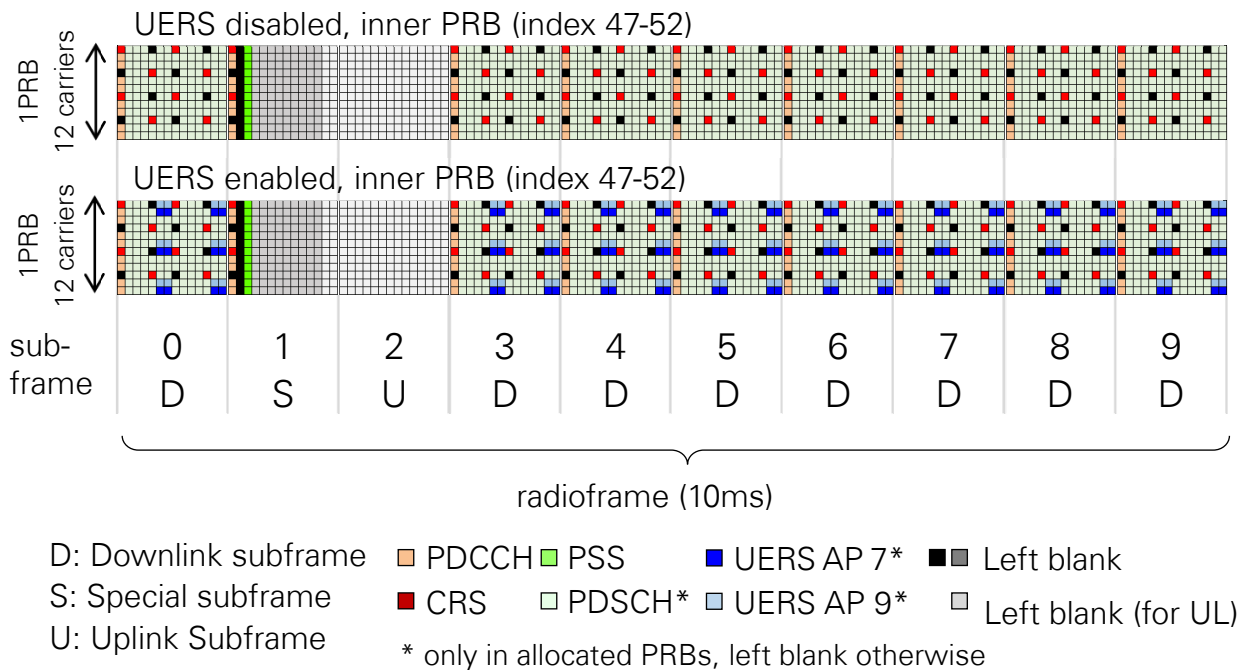 UERS disabled, inner PRB (index 47-52)
1PRB
12 carriers
UERS enabled, inner PRB (index 47-52)
1PRB
12 carriers
sub-
frame
0 1 2 3 4 5 6 7 8 9
D S U D D D D D D D
radioframe (10ms)
D: Downlink subframe
S: Special subframe
U: Uplink Subframe
PDCCH PSS UERS AP 7* Left blank
CRS PDSCH* UERS AP 9* Left blank (for UL)
* only in allocated PRBs, left blank otherwise